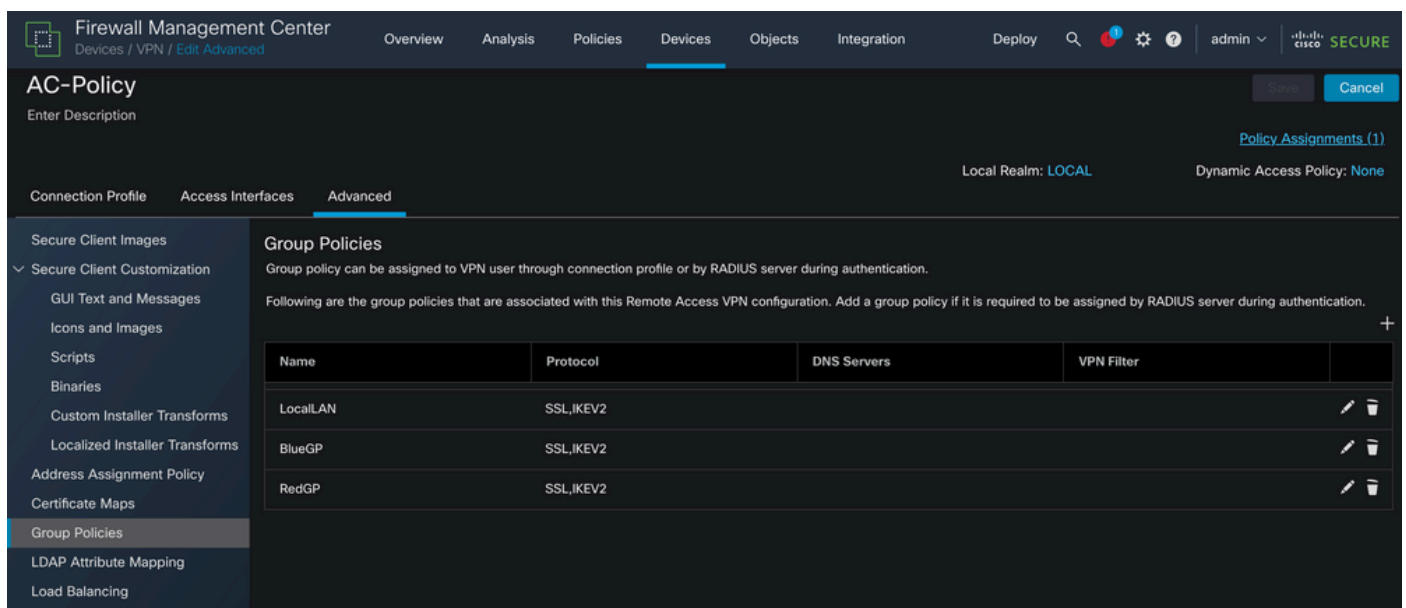 Firewall Management Center
Devices / VPN / Edit Advanced
Overview Analysis Policies Devices Objects Integration Deploy 1 ? admin cisco SECURE
AC-Policy
Save Cancel
Enter Description
Policy Assignments (1)
Local Realm: LOCAL Dynamic Access Policy: None
Connection Profile Access Interfaces Advanced
Secure Client Images
Secure Client Customization
GUI Text and Messages
Icons and Images
Scripts
Binaries
Custom Installer Transforms
Localized Installer Transforms
Address Assignment Policy
Certificate Maps
Group Policies
LDAP Attribute Mapping
Load Balancing
Group Policies
Group policy can be assigned to VPN user through connection profile or by RADIUS server during authentication.
Following are the group policies that are associated with this Remote Access VPN configuration. Add a group policy if it is required to be assigned by RADIUS server during authentication.
+
Name Protocol DNS Servers VPN Filter
LocalLAN SSL,IKEV2
BlueGP SSL,IKEV2
RedGP SSL,IKEV2